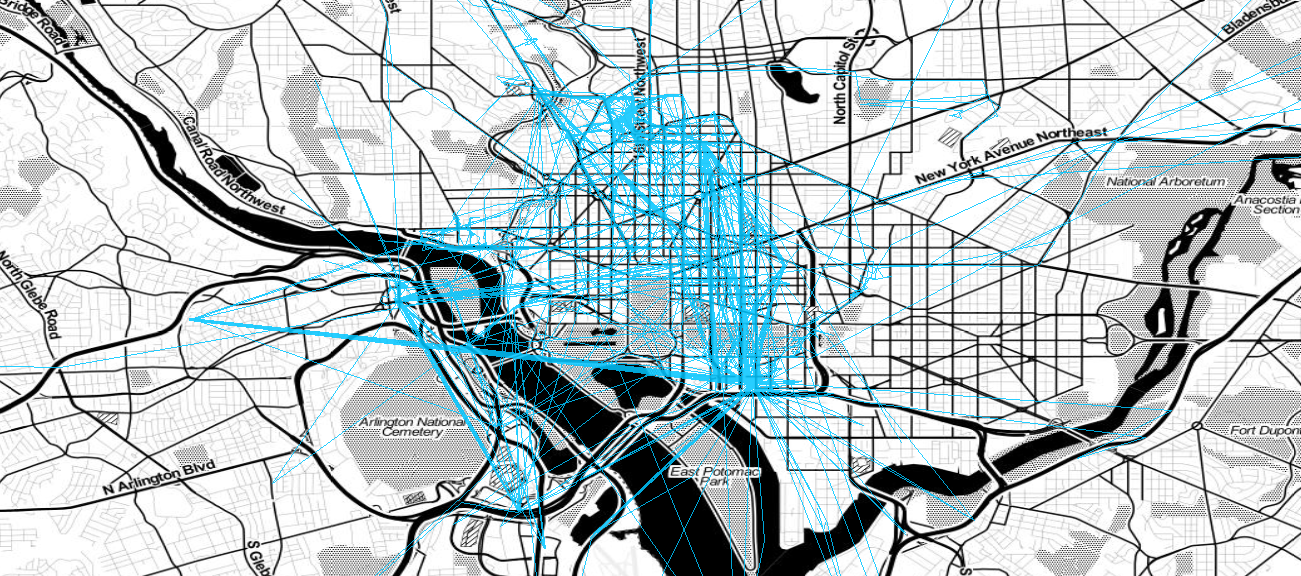 Bridge Road
Canal Road Northwest
16th Street Northwest
North Capitol St
Bladensbu
New York Avenue Northeast
National Arboretum
Anacostia
Section
North Glebe Road
Arlington National
Cemetery
N Arlington Blvd
S Glebe
East Potomac
Park
Fort Dupont
S